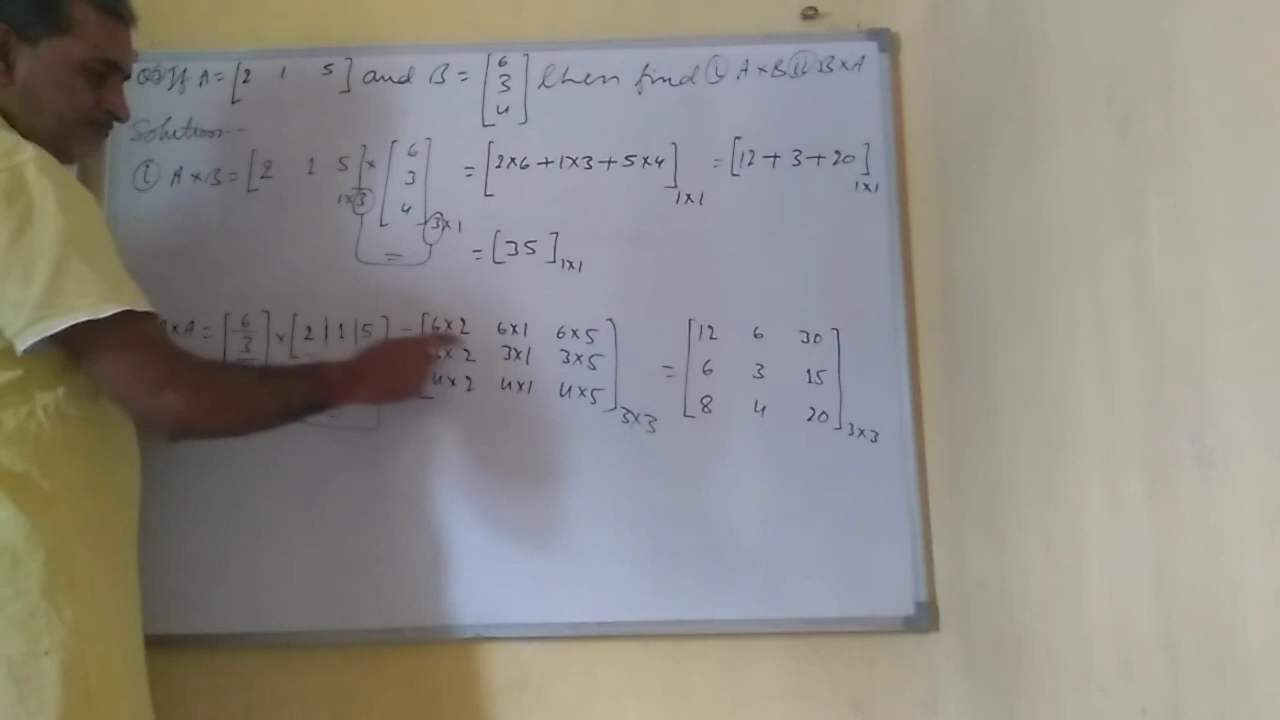 If A = [2 1 5] and B = [6 3 4] then find (i) A×B (ii) B×A
Solution:-
(i) A×B = [2 1 5]1×3 × [6 3 4]3×1 = [2×6+1×3+5×4]1×1 = [12+3+20]1×1
=
= [35]1×1
×A = [6 3 × [2|1|5] = [6×2 6×1 6×5 = [12 6 30
×2 3×1 3×5 6 3 15
4×2 4×1 4×5]3×3 8 4 20]3×3